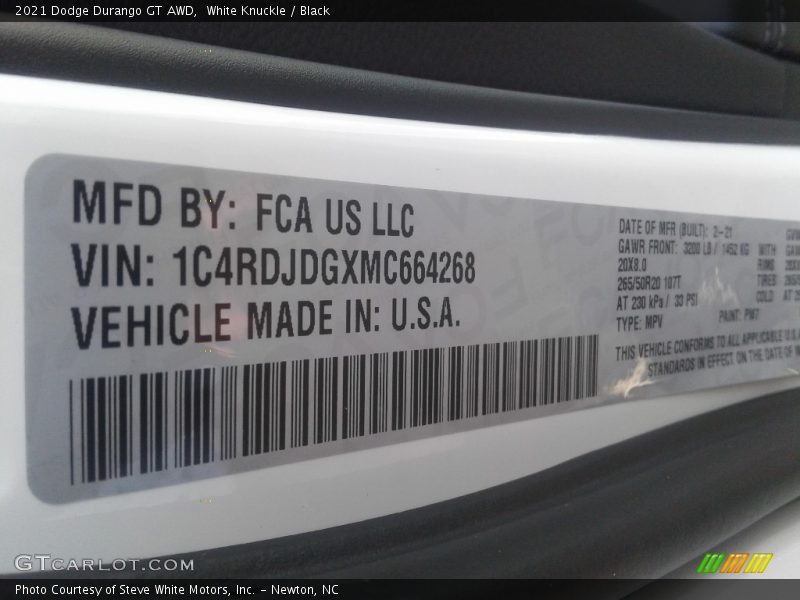 2021 Dodge Durango GT AWD, White Knuckle / Black
MFD BY: FCA US LLC
VIN: 1C4RDJDGXMC664268
VEHICLE MADE IN: U.S.A.
DATE OF MFR (BUILT): 2-21
GAWR FRONT: 3200 LB / 1452 KG WITH
20X8.0 RIMS
265/50R20 107T TIRES
AT 230 kPa / 33 PSI COLD
TYPE: MPV PAINT: PW7
THIS VEHICLE CONFORMS TO ALL APPLICABLE
STANDARDS IN EFFECT ON THE DATE OF
GTCARLOT.COM
Photo Courtesy of Steve White Motors, Inc. – Newton, NC